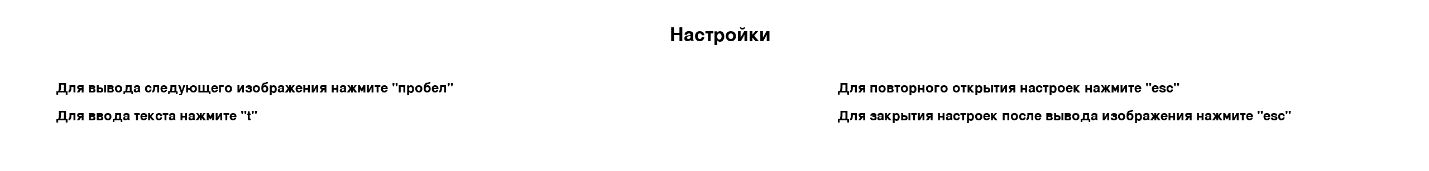 Настройки
Для вывода следующего изображения нажмите "пробел"
Для ввода текста нажмите "t"
Для повторного открытия настроек нажмите "esc"
Для закрытия настроек после вывода изображения нажмите "esc"